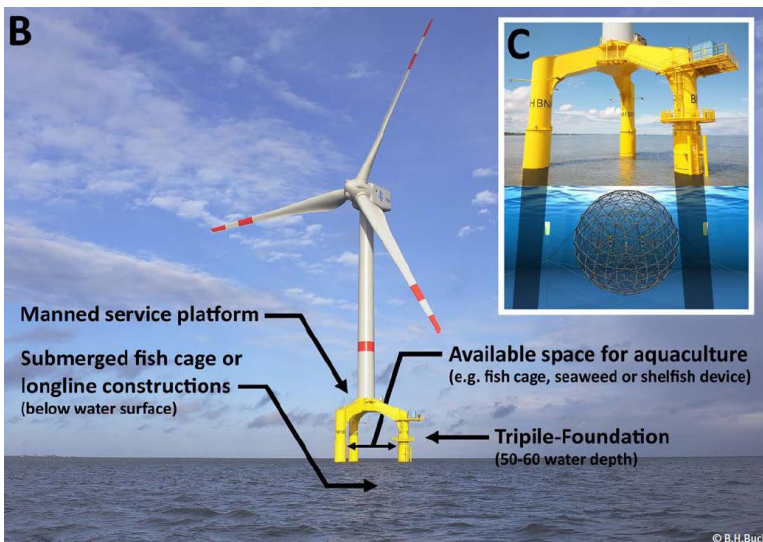 B
C
Manned service platform
Submerged fish cage or
longline constructions
(below water surface)
Available space for aquaculture
(e.g. fish cage, seaweed or shelfish device)
Tripile-Foundation
(50-60 water depth)
© B.H.Buc